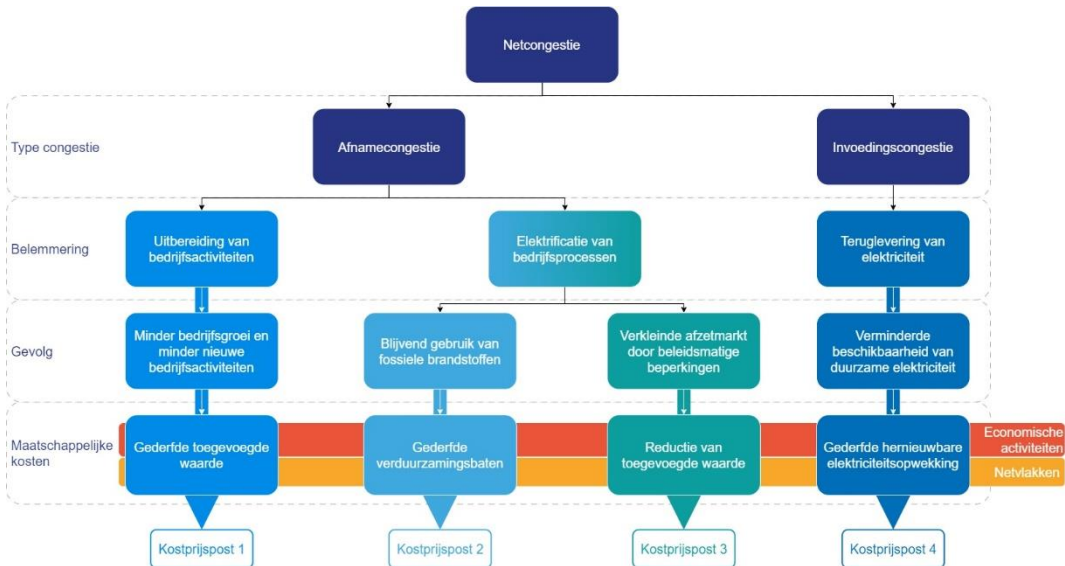 Netcongestie
Type congestie
Afnamecongestie
Invoedingscongestie
Belemmering
Uitbereiding van
bedrijfsactiviteiten
Elektrificatie van
bedrijfsprocessen
Teruglevering van
elektriciteit
Gevolg
Minder bedrijfsgroei en
minder nieuwe
bedrijfsactiviteiten
Blijvend gebruik van
fossiele brandstoffen
Verkleinde afzetmarkt
door beleidsmatige
beperkingen
Verminderde
beschikbaarheid van
duurzame elektriciteit
Maatschappelijke
kosten
Gederfde toegevoegde
waarde
Gederfde
verduurzamingsbaten
Reductie van
toegevoegde waarde
Gederfde hernieuwbare
elektriciteitsopwekking
Economische
activiteiten
Netvlakken
Kostprijspost 1
Kostprijspost 2
Kostprijspost 3
Kostprijspost 4